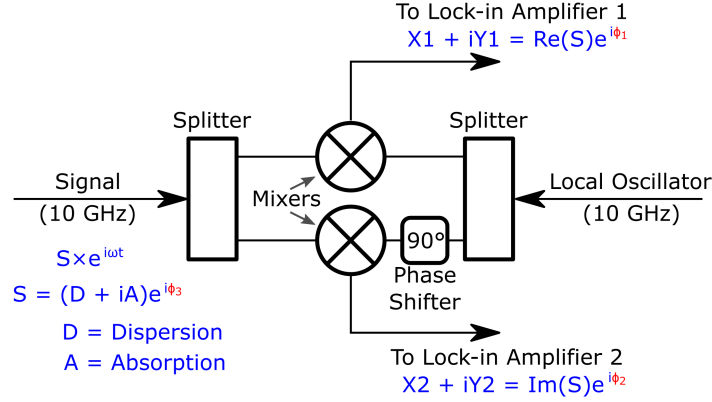 To Lock-in Amplifier 1
X1 + iY1 = Re(S)e^iϕ₁
Splitter
Splitter
Signal
(10 GHz)
Mixers
Local Oscillator
(10 GHz)
90°
Phase
Shifter
S×e^iωt
S = (D + iA)e^iϕ₃
D = Dispersion
A = Absorption
To Lock-in Amplifier 2
X2 + iY2 = Im(S)e^iϕ₂